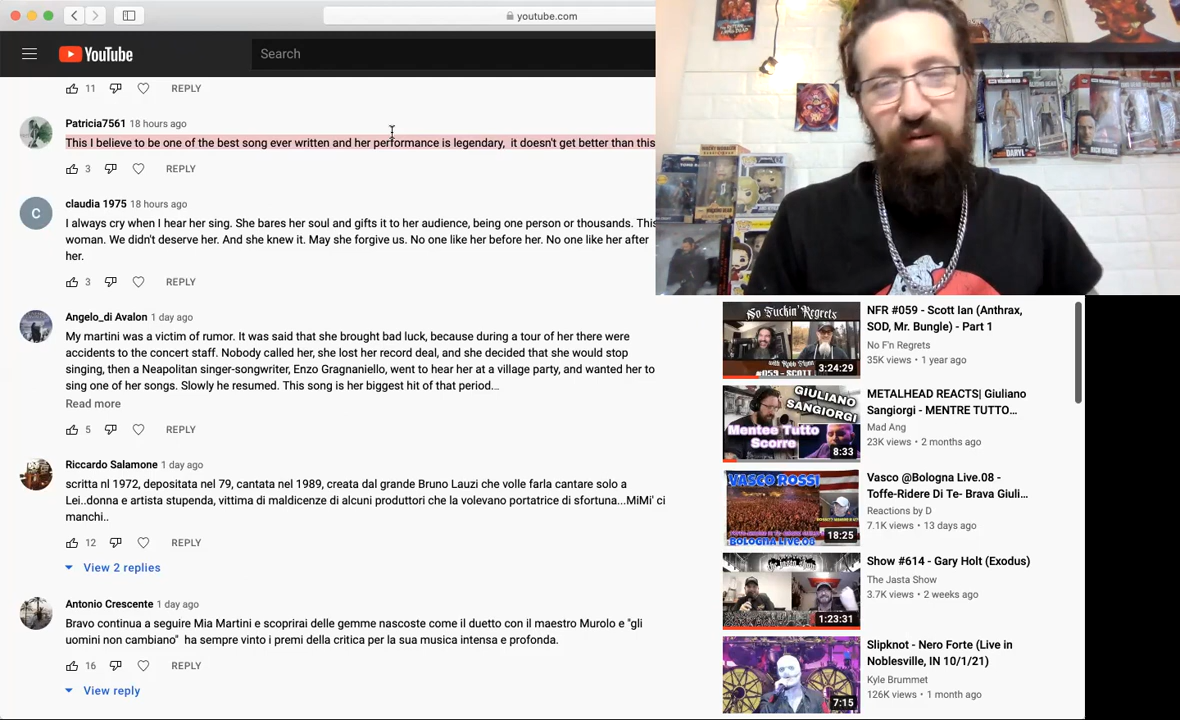 youtube.com
YouTube
Search
11 REPLY
Patricia7561 18 hours ago
This I believe to be one of the best song ever written and her performance is legendary, it doesn't get better than this
3 REPLY
C
claudia 1975 18 hours ago
I always cry when I hear her sing. She bares her soul and gifts it to her audience, being one person or thousands. This
woman. We didn't deserve her. And she knew it. May she forgive us. No one like her before her. No one like her after
her.
3 REPLY
Angelo_di Avalon 1 day ago
My martini was a victim of rumor. It was said that she brought bad luck, because during a tour of her there were
accidents to the concert staff. Nobody called her, she lost her record deal, and she decided that she would stop
singing, then a Neapolitan singer-songwriter, Enzo Gragnaniello, went to hear her at a village party, and wanted her to
sing one of her songs. Slowly he resumed. This song is her biggest hit of that period...
Read more
5 REPLY
Riccardo Salamone 1 day ago
scritta nl 1972, depositata nel 79, cantata nel 1989, creata dal grande Bruno Lauzi che volle farla cantare solo a
Lei..donna e artista stupenda, vittima di maldicenze di alcuni produttori che la volevano portatrice di sfortuna...MiMi' ci
manchi..
12 REPLY
View 2 replies
Antonio Crescente 1 day ago
Bravo continua a seguire Mia Martini e scoprirai delle gemme nascoste come il duetto con il maestro Murolo e "gli
uomini non cambiano" ha sempre vinto i premi della critica per la sua musica intensa e profonda.
16 REPLY
View reply
DARYL
RICK GRIMES
No Fuckin' Regrets
3:24:29
NFR #059 - Scott Ian (Anthrax,
SOD, Mr. Bungle) - Part 1
No F'n Regrets
35K views • 1 year ago
GIULIANO
SANGIORGI
Mentee Tutto
Scorre
8:33
METALHEAD REACTS| Giuliano
Sangiorgi - MENTRE TUTTO...
Mad Ang
23K views • 2 months ago
VASCO ROSSI
BOLOGNA LIVE.08
18:25
Vasco @Bologna Live.08 -
Toffe-Ridere Di Te- Brava Giuli...
Reactions by D
7.1K views • 13 days ago
1:23:31
Show #614 - Gary Holt (Exodus)
The Jasta Show
3.7K views • 2 weeks ago
7:15
Slipknot - Nero Forte (Live in
Noblesville, IN 10/1/21)
Kyle Brummet
126K views • 1 month ago